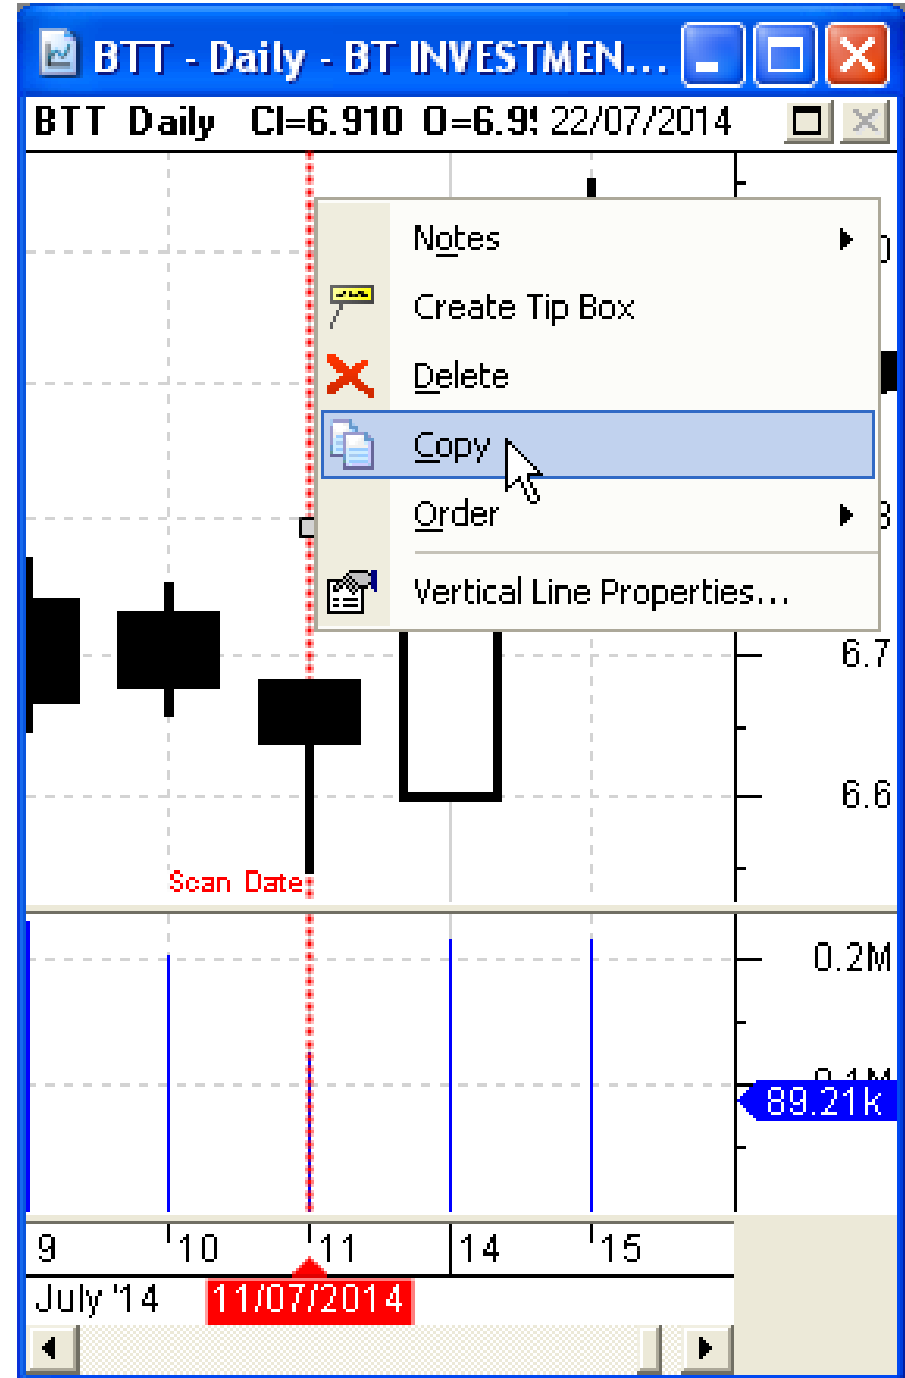 BTT - Daily - BT INVESTMEN...
BTT Daily Cl=6.910 O=6.9 22/07/2014
Notes
Create Tip Box
Delete
Copy
Order
Vertical Line Properties...
6.7
6.6
Scan Date
0.2M
0.1M
89.21k
9 10 11 14 15
July '14 11/07/2014